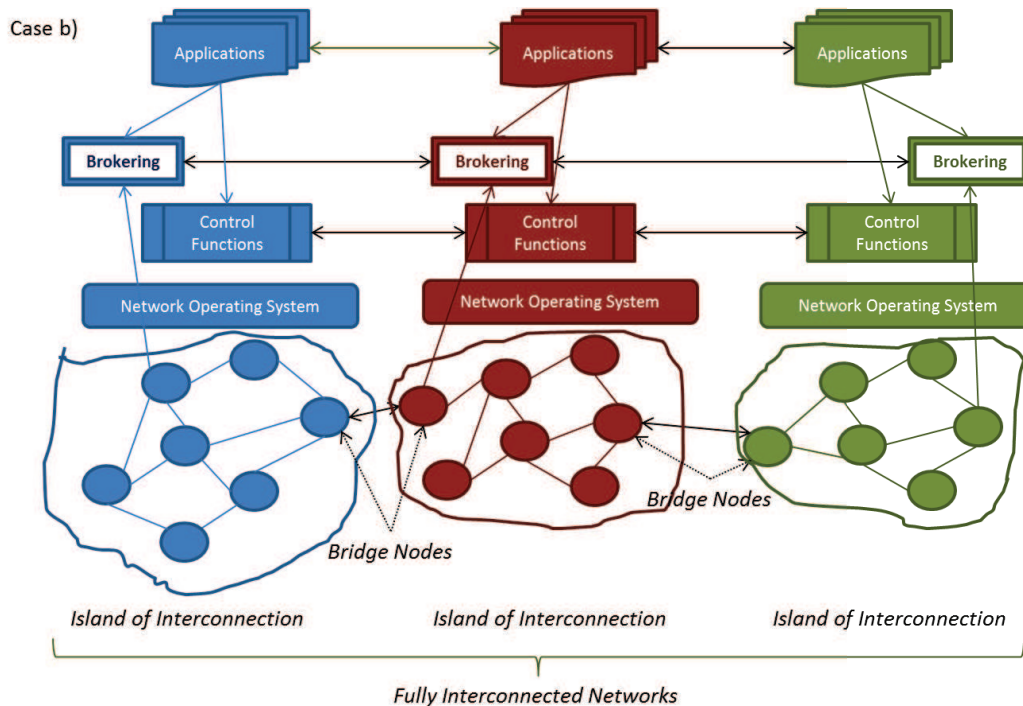 Case b)
Applications
Applications
Applications
Brokering
Brokering
Brokering
Control
Functions
Control
Functions
Control
Functions
Network Operating System
Network Operating System
Network Operating System
Bridge Nodes
Bridge Nodes
Island of Interconnection
Island of Interconnection
Island of Interconnection
Fully Interconnected Networks